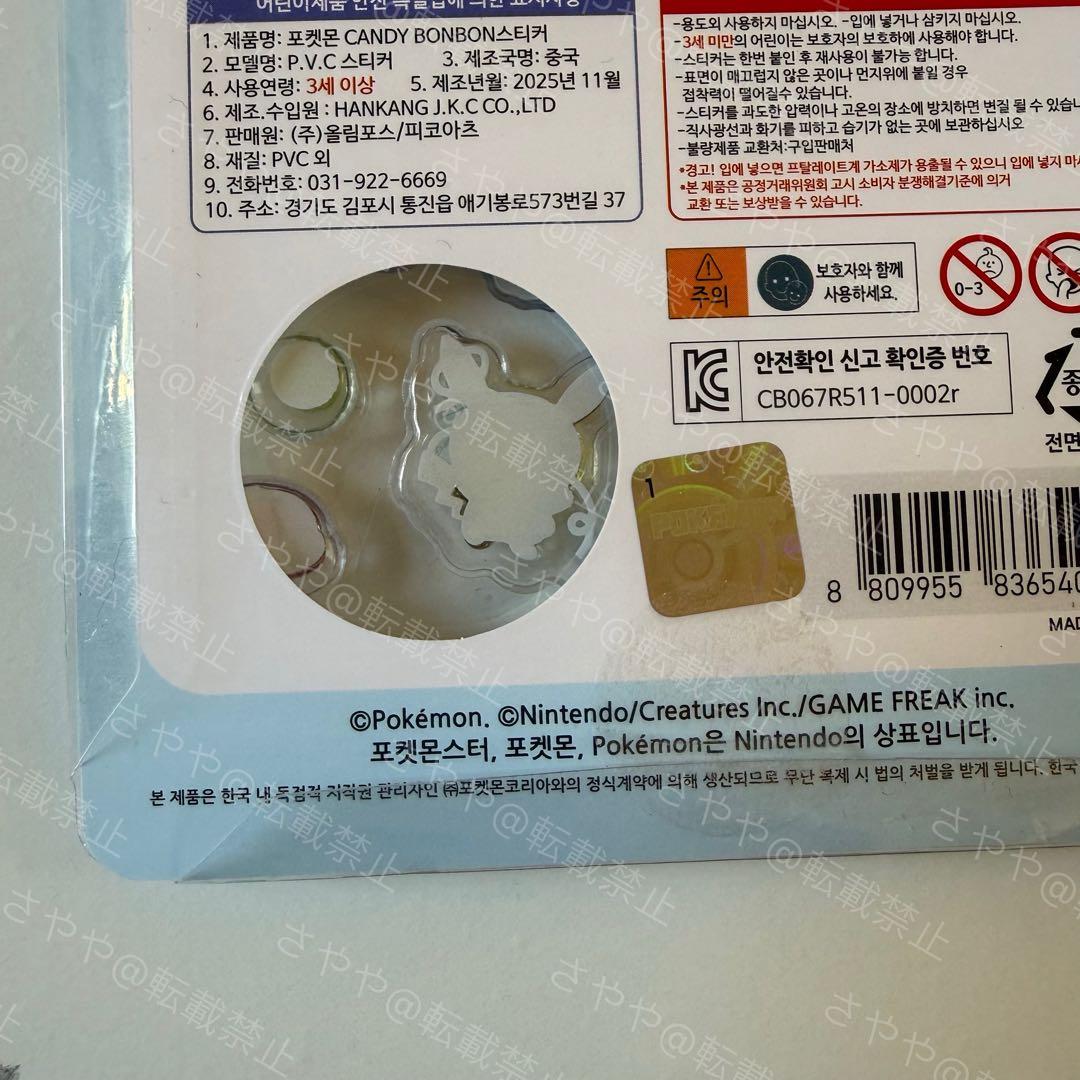 어린이제품 안전 특별법에 의한 표시사항
1. 제품명: 포켓몬 CANDY BONBON스티커
2. 모델명: P.V.C 스티커 3. 제조국명: 중국
4. 사용연령: 3세 이상 5. 제조년월: 2025년 11월
6. 제조.수입원 : HANKANG J.K.C CO.,LTD
7. 판매원: (주)올림포스/피코아츠
8. 재질: PVC 외
9. 전화번호: 031-922-6669
10. 주소: 경기도 김포시 통진읍 애기봉로573번길 37
-용도외 사용하지 마십시오. -입에 넣거나 삼키지 마십시오.
-3세 미만의 어린이는 보호자의 보호하에 사용해야 합니다.
-스티커는 한번 붙인 후 재사용이 불가능 합니다.
-표면이 매끄럽지 않은 곳이나 먼지위에 붙일 경우
접착력이 떨어질수 있습니다.
-스티커를 과도한 압력이나 고온의 장소에 방치하면 변질 될 수 있습니
-직사광선과 화기를 피하고 습기가 없는 곳에 보관하십시오
-불량제품 교환처:구입판매처
*경고! 입에 넣으면 프탈레이트계 가소제가 용출될 수 있으니 입에 넣지 마
*본 제품은 공정거래위원회 고시 소비자 분쟁해결기준에 의거
교환 또는 보상받을 수 있습니다.
주의
보호자와 함께
사용하세요.
0-3
KC
안전확인 신고 확인증 번호
CB067R511-0002r
종
전면
1
8 809955 83654
MAD
©Pokémon. ©Nintendo/Creatures Inc./GAME FREAK inc.
포켓몬스터, 포켓몬, Pokémon은 Nintendo의 상표입니다.
본 제품은 한국 내 독점적 저작권 관리자인 ㈜포켓몬코리아와의 정식계약에 의해 생산되므로 무단 복제 시 법의 처벌을 받게 됩니다. 한국
さやや@転載禁止